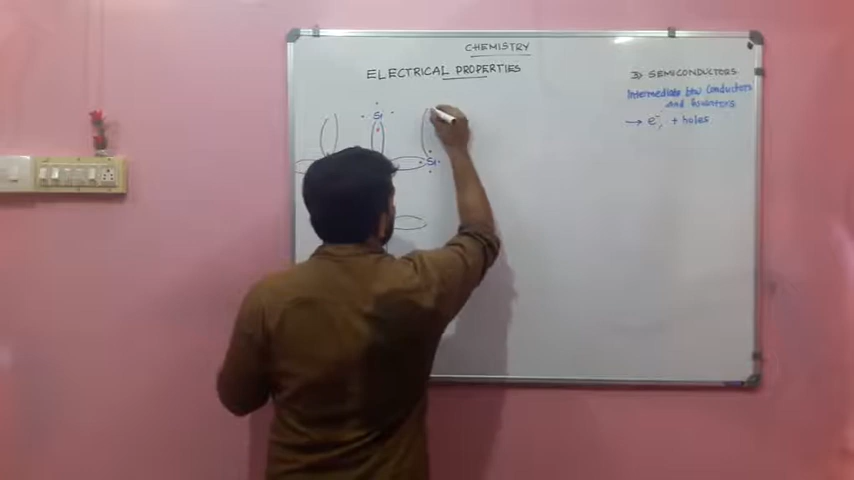 CHEMISTRY
ELECTRICAL PROPERTIES
3) SEMICONDUCTORS
Intermediate btw Conductors
and Insulators
→ e⁻ + holes
Si
Si